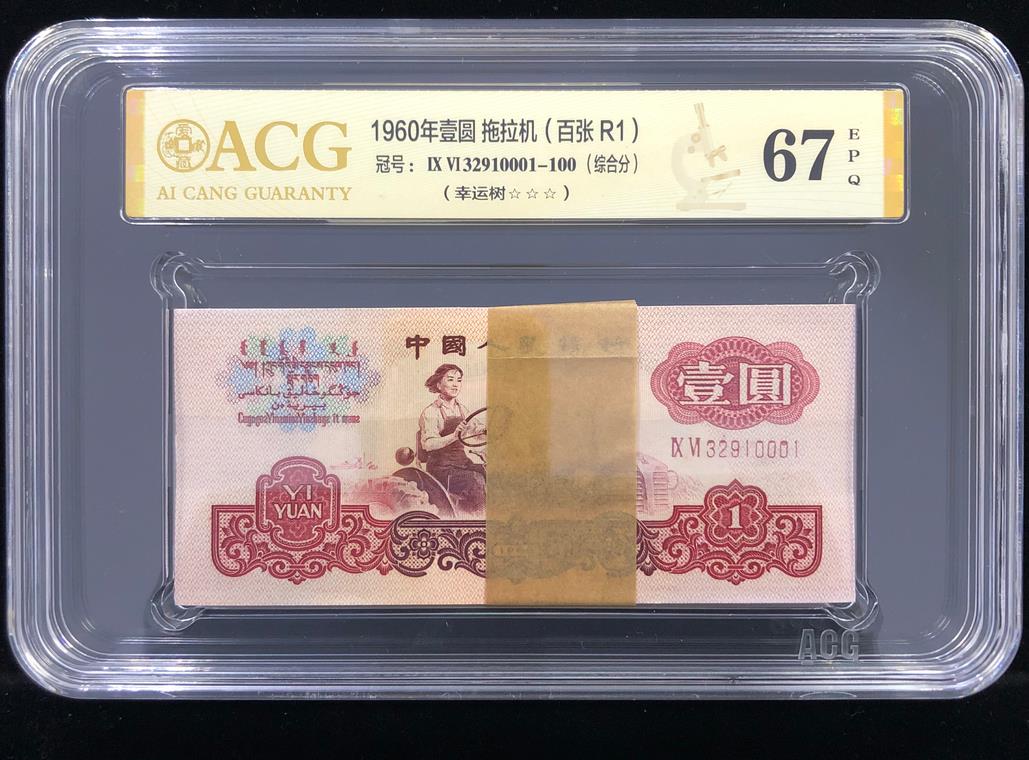 ACG
AI CANG GUARANTY
1960年壹圆 拖拉机（百张 R1）
冠号：Ⅸ Ⅵ 32910001-100（综合分）
（幸运树☆☆☆）
67
EPQ
中國人
壹圓
Ⅸ Ⅵ 32910001
YI
YUAN
1
ACG